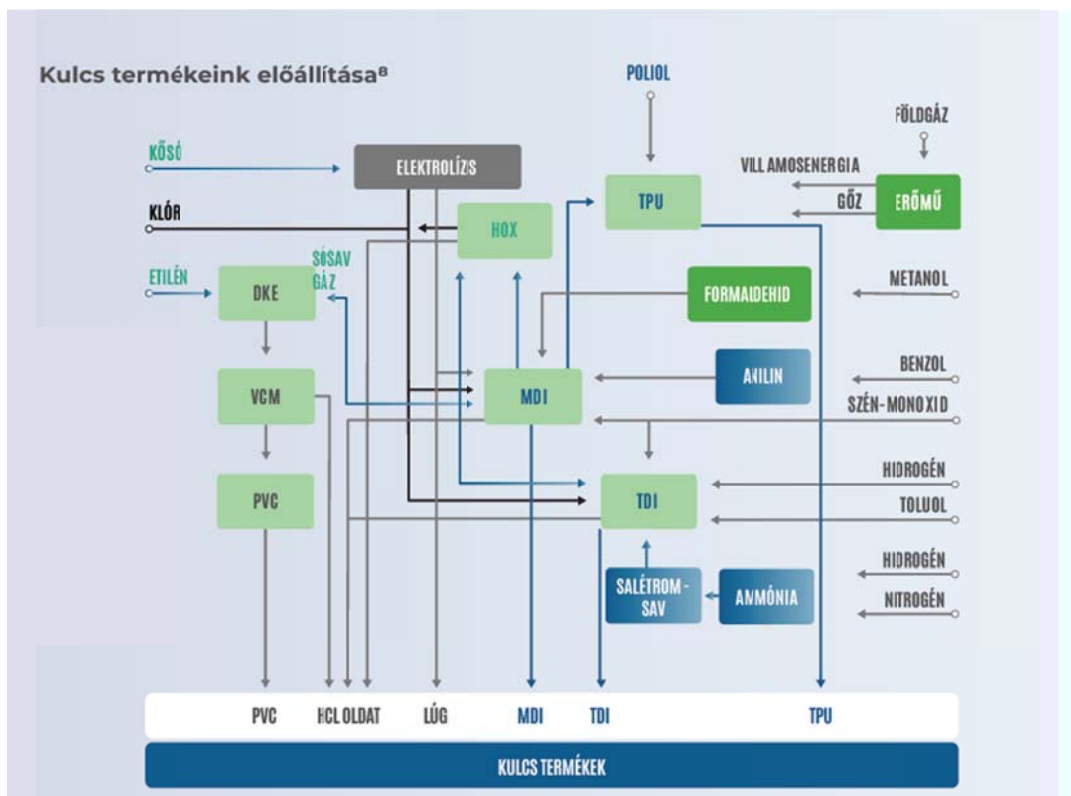 Kulcs termékeink előállítása⁸
POLIOL
FÖLDGÁZ
KŐSÓ
ELEKTROLÍZIS
VILLAMOSENERGIA
GŐZ
ERŐMŰ
TPU
KLÓR
HOX
SÓSAV
GÁZ
ETILÉN
DKE
FORMALDEHID
METANOL
BENZOL
ANILIN
VCM
MDI
SZÉN-MONOXID
HIDROGÉN
PVC
TDI
TOLUOL
HIDROGÉN
SALÉTROM-
SAV
AMMÓNIA
NITROGÉN
PVC HCL OLDAT LÚG MDI TDI TPU
KULCS TERMÉKEK